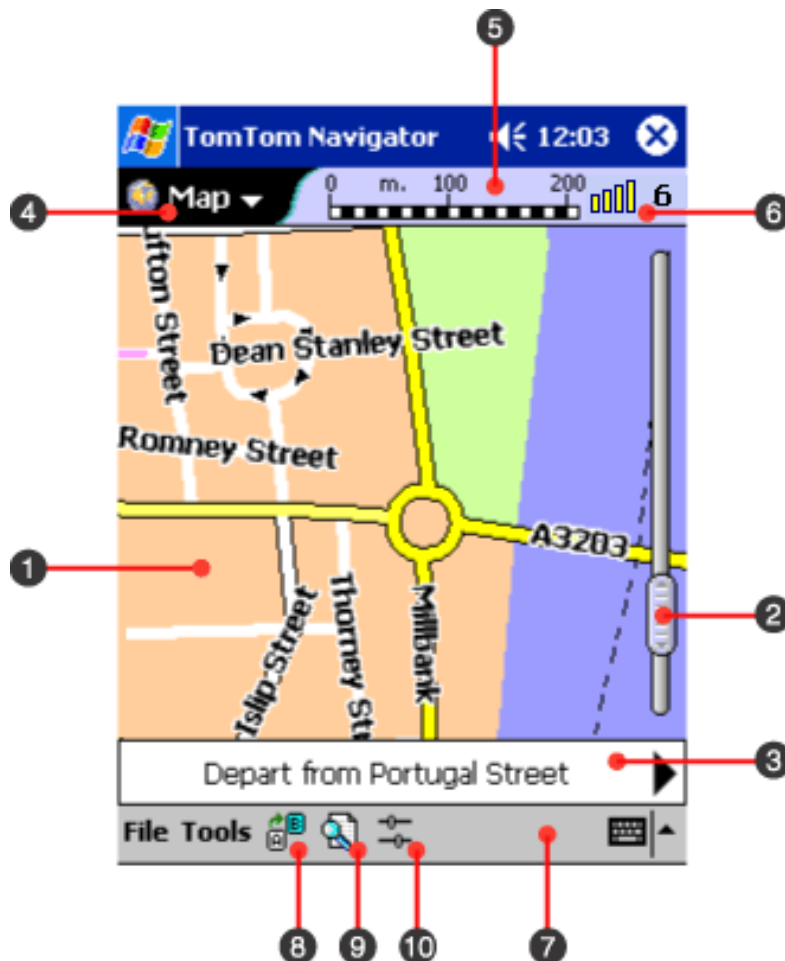 5
TomTom Navigator 12:03
4
Map
0 m. 100 200
6
6
ufton Street
Dean Stanley Street
Romney Street
A3203
1
Islip Street
Thorney Str
Millbank
2
Depart from Portugal Street
3
File Tools A B
8
9
10
7